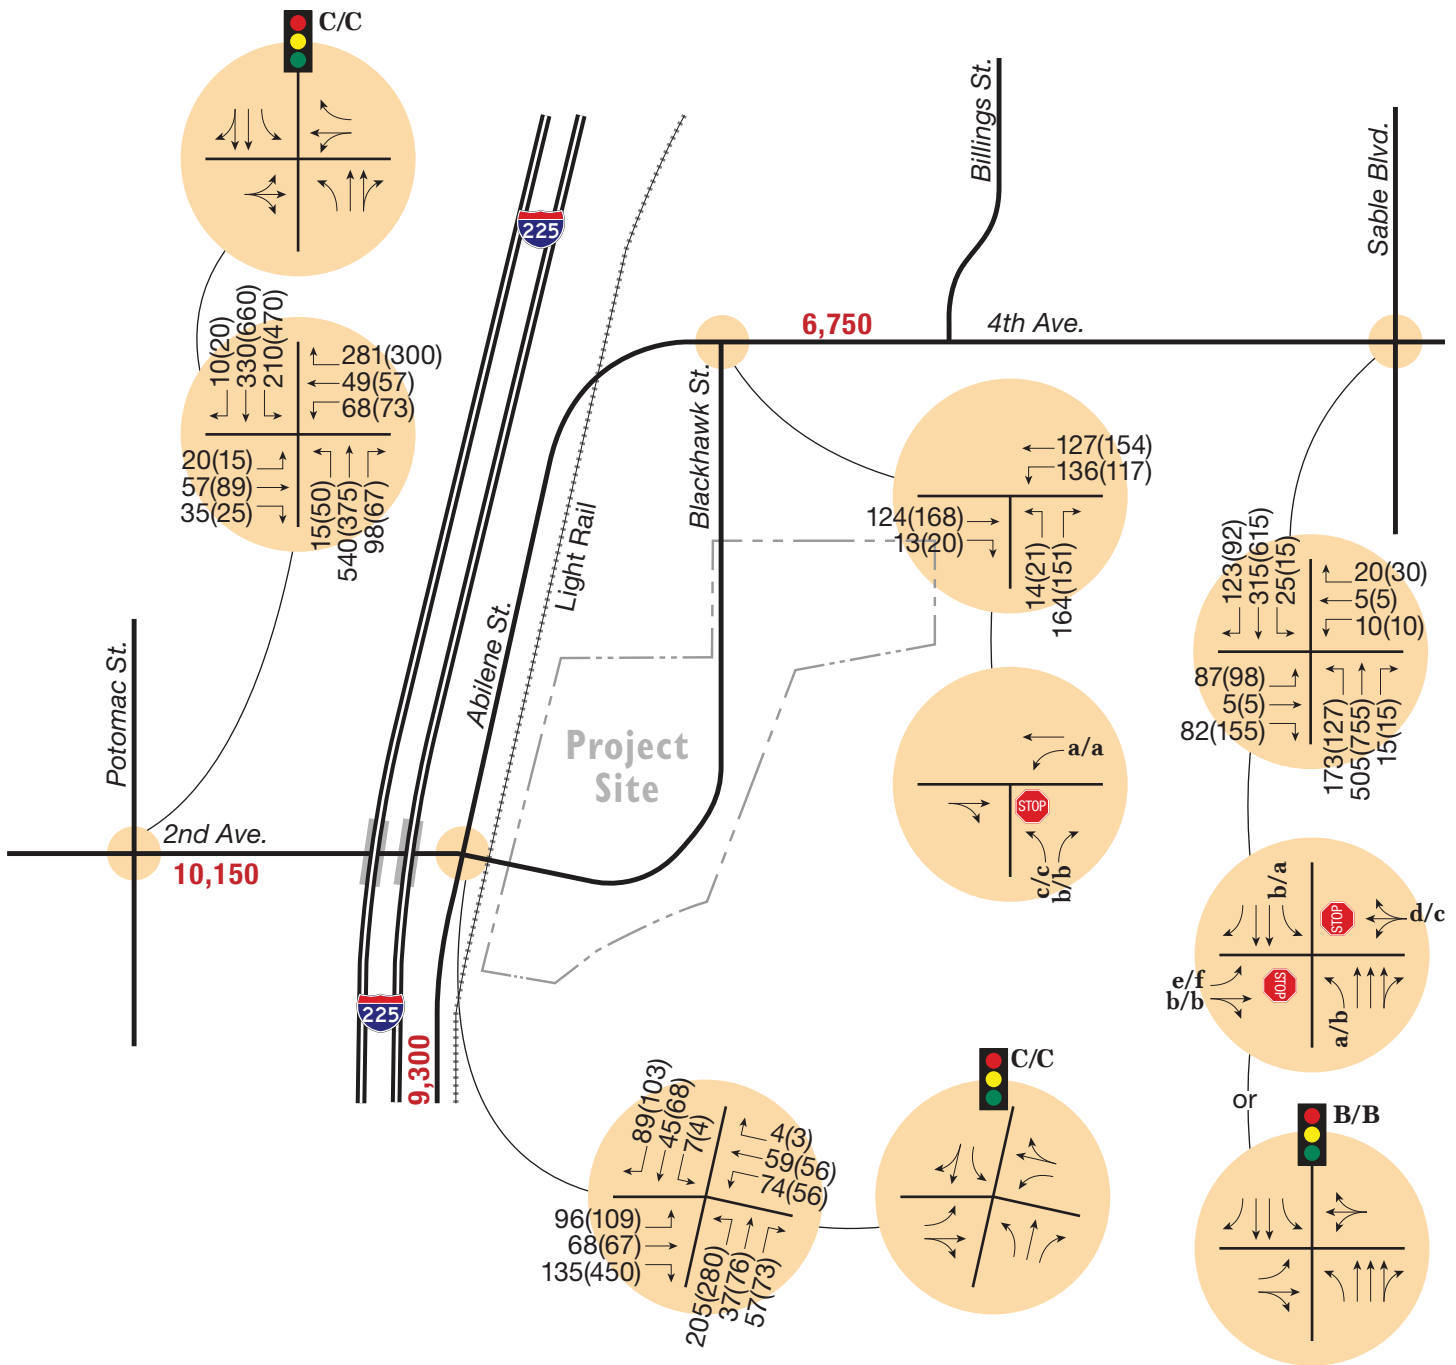 C/C
225
Billings St.
Sable Blvd.
10(20)
330(660)
210(470)
281(300)
49(57)
68(73)
20(15)
57(89)
35(25)
15(50)
540(375)
98(67)
6,750
4th Ave.
Blackhawk St.
127(154)
136(117)
124(168)
13(20)
14(21)
164(151)
Light Rail
Abilene St.
Potomac St.
2nd Ave.
10,150
Project
Site
a/a
STOP
c/c
b/b
123(92)
315(615)
25(15)
20(30)
5(5)
10(10)
87(98)
5(5)
82(155)
173(127)
505(755)
15(15)
b/a
STOP
d/c
e/f
b/b
STOP
a/b
or
B/B
225
9,300
89(103)
45(68)
7(4)
4(3)
59(56)
74(56)
96(109)
68(67)
135(450)
205(280)
37(76)
57(73)
C/C